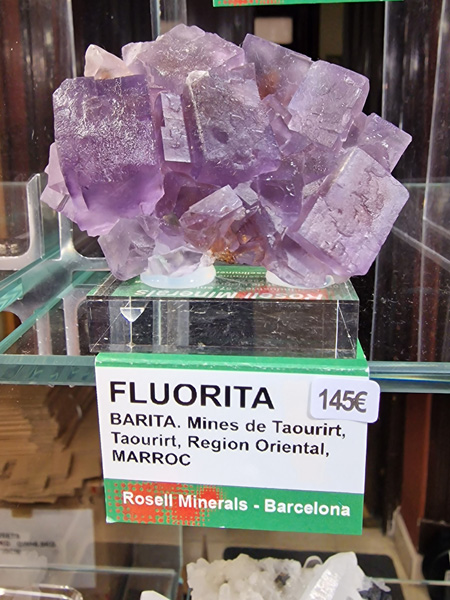 FLUORITA
145€
BARITA. Mines de Taourirt,
Taourirt, Region Oriental,
MARROC
Rosell Minerals - Barcelona